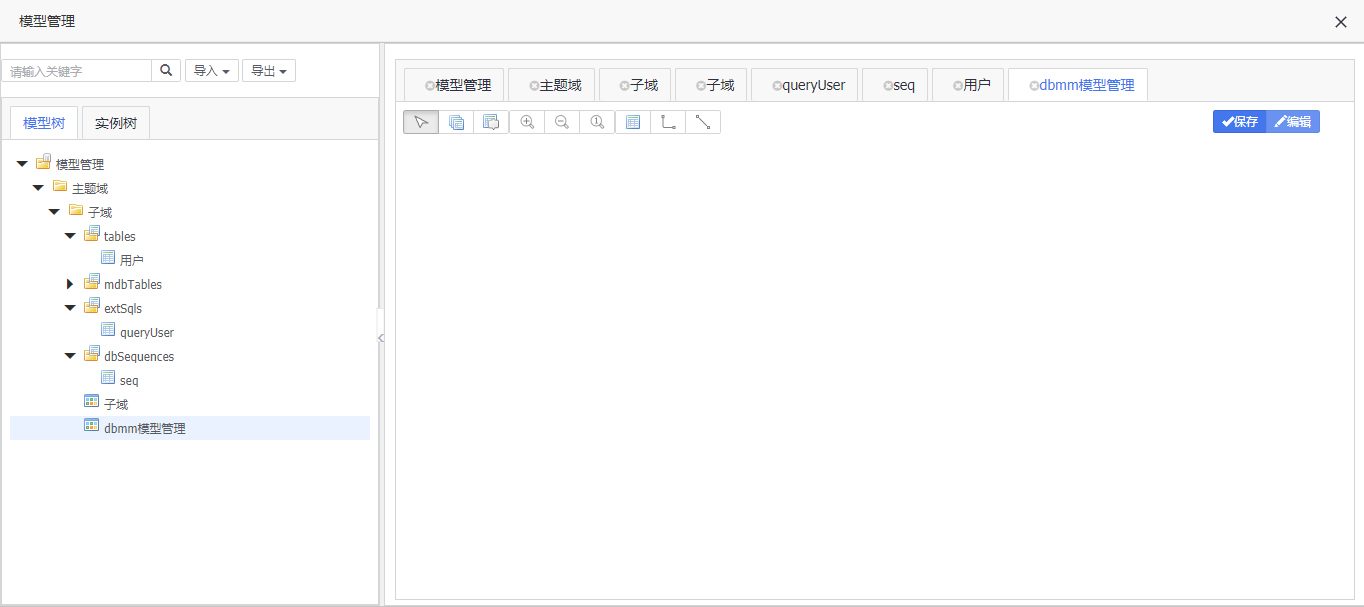 模型管理
请输入关键字 导入 导出
模型树 实例树
模型管理
主题域
子域
tables
用户
mdbTables
extSqls
queryUser
dbSequences
seq
子域
dbmm模型管理
模型管理 主题域 子域 子域 queryUser seq 用户 dbmm模型管理
保存 编辑